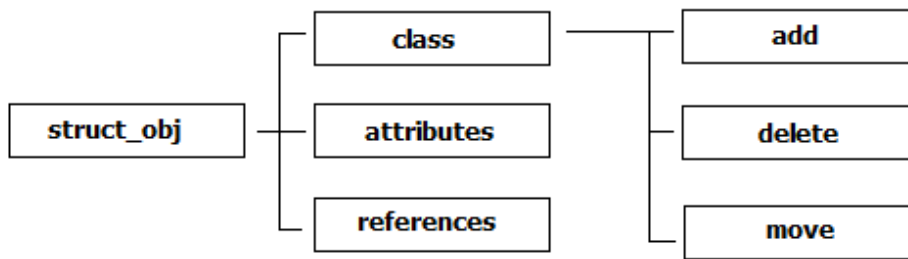 struct_obj
class
attributes
references
add
delete
move